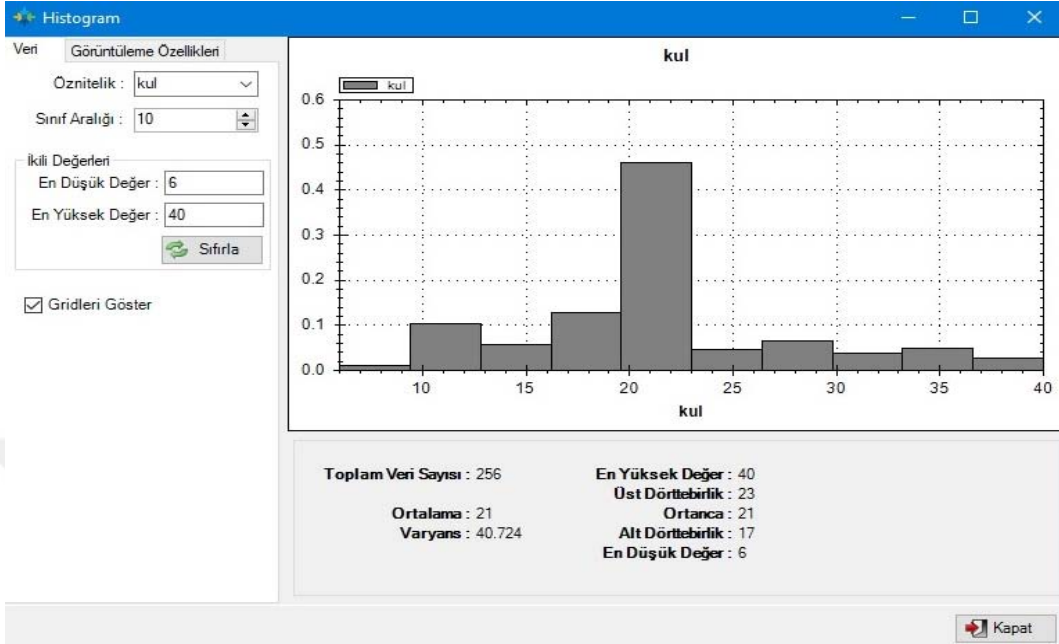 Histogram
Veri Görüntüleme Özellikleri
Öznitelik : kul
Sınıf Aralığı : 10
İkili Değerleri
En Düşük Değer : 6
En Yüksek Değer : 40
Sıfırla
Gridleri Göster
kul
kul
0.6
0.5
0.4
0.3
0.2
0.1
0.0
10 15 20 25 30 35 40
kul
Toplam Veri Sayısı : 256
Ortalama : 21
Varyans : 40.724
En Yüksek Değer : 40
Üst Dörttebirlik : 23
Ortanca : 21
Alt Dörttebirlik : 17
En Düşük Değer : 6
Kapat